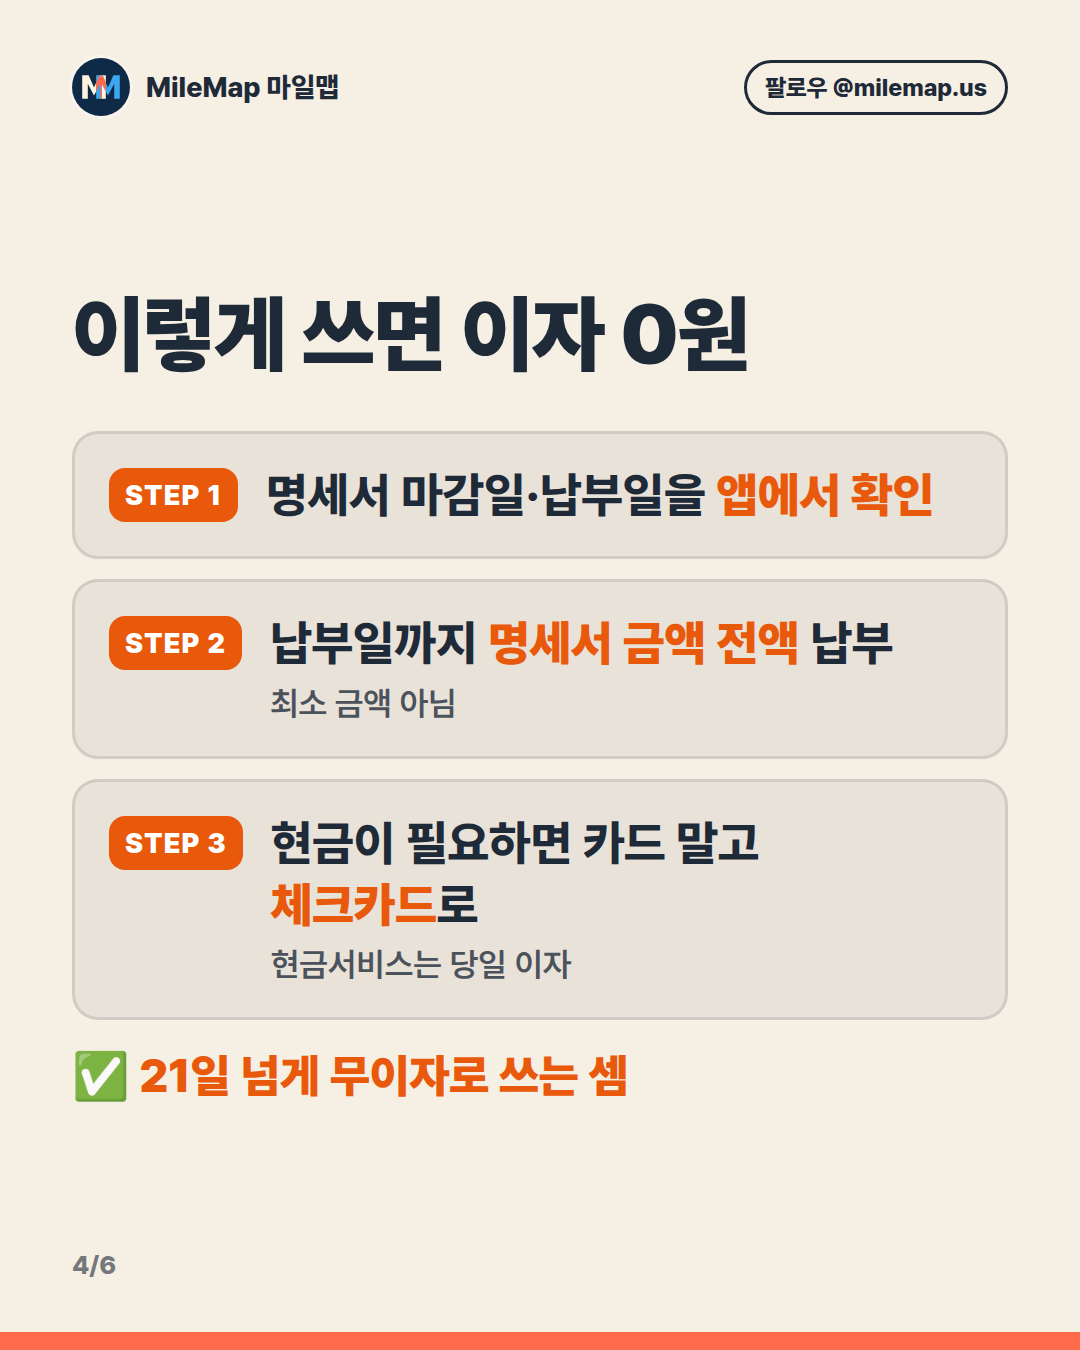 MileMap 마일맵
팔로우 @milemap.us
이렇게 쓰면 이자 0원
STEP 1
명세서 마감일·납부일을 앱에서 확인
STEP 2
납부일까지 명세서 금액 전액 납부
최소 금액 아님
STEP 3
현금이 필요하면 카드 말고
체크카드로
현금서비스는 당일 이자
✅ 21일 넘게 무이자로 쓰는 셈
4/6